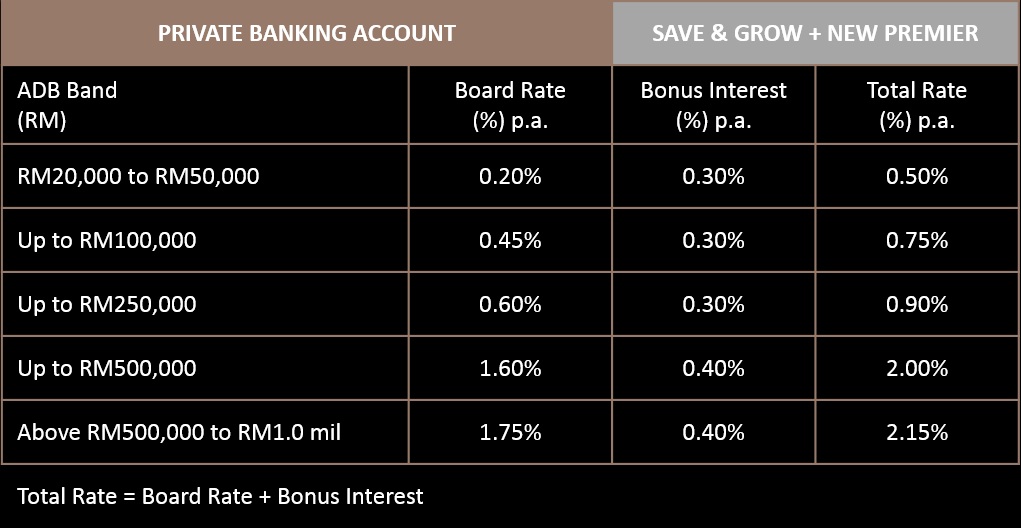 PRIVATE BANKING ACCOUNT
SAVE & GROW + NEW PREMIER
ADB Band
(RM)
Board Rate
(%) p.a.
Bonus Interest
(%) p.a.
Total Rate
(%) p.a.
RM20,000 to RM50,000 0.20% 0.30% 0.50%
Up to RM100,000 0.45% 0.30% 0.75%
Up to RM250,000 0.60% 0.30% 0.90%
Up to RM500,000 1.60% 0.40% 2.00%
Above RM500,000 to RM1.0 mil 1.75% 0.40% 2.15%
Total Rate = Board Rate + Bonus Interest